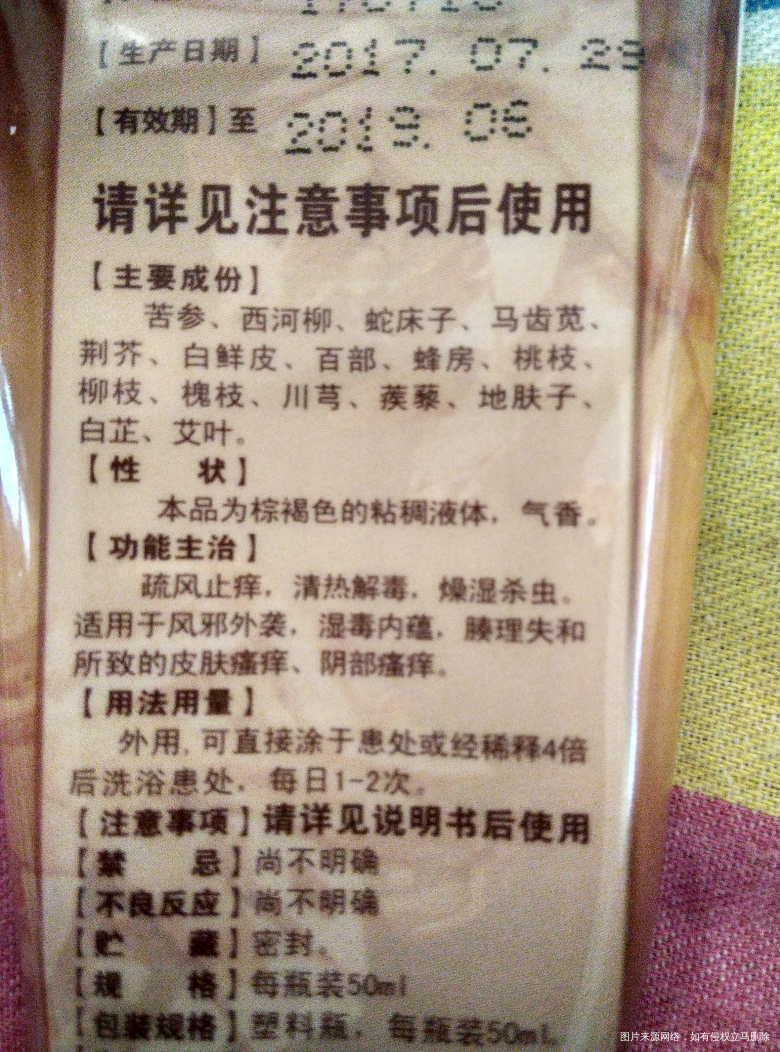 【生产日期】 2017. 07. 29
【有效期】至 2019. 06
请详见注意事项后使用
【主要成份】
苦参、西河柳、蛇床子、马齿苋、
荆芥、白鲜皮、百部、蜂房、桃枝、
柳枝、槐枝、川芎、蒺藜、地肤子、
白芷、艾叶。
【性 状】
本品为棕褐色的粘稠液体，气香。
【功能主治】
疏风止痒，清热解毒，燥湿杀虫。
适用于风邪外袭，湿毒内蕴，腠理失和
所致的皮肤瘙痒、阴部瘙痒。
【用法用量】
外用,可直接涂于患处或经稀释4倍
后洗浴患处，每日1-2次。
【注意事项】请详见说明书后使用
【禁 忌】尚不明确
【不良反应】尚不明确
【贮 藏】密封。
【规 格】每瓶装50ml
【包装规格】塑料瓶，每瓶装50ml。
图片来源网络，如有侵权立马删除